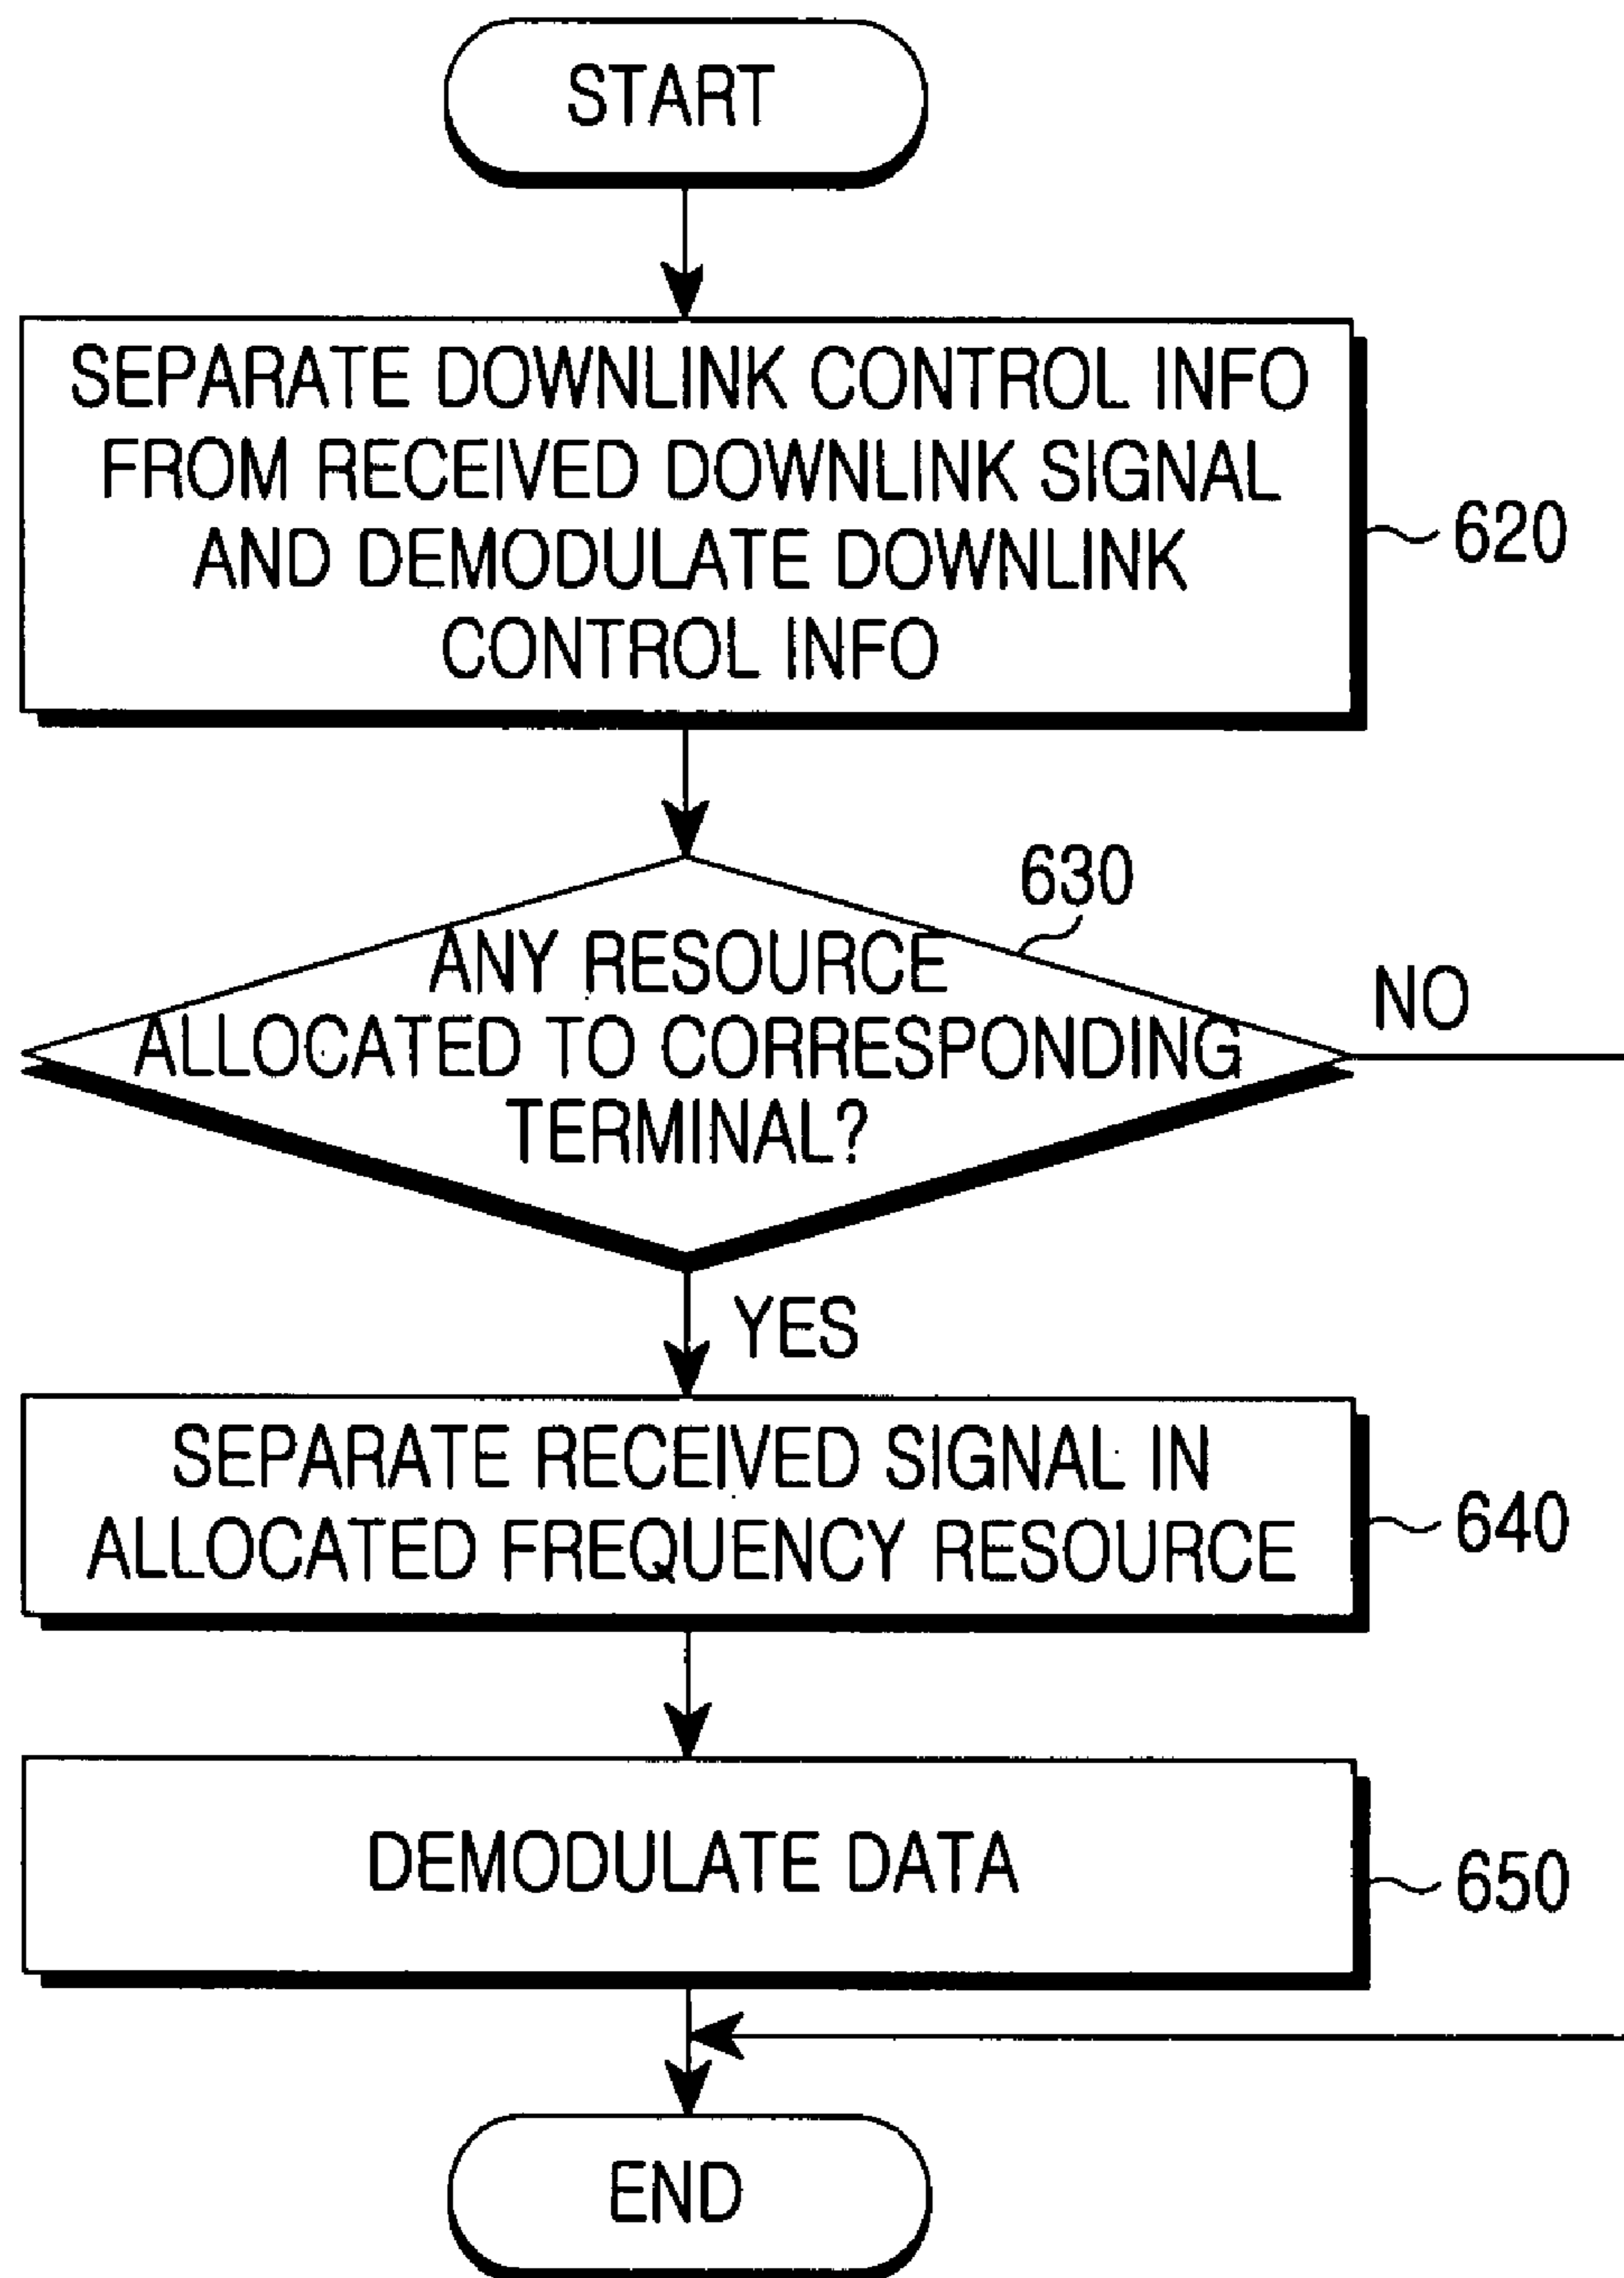 START
SEPARATE DOWNLINK CONTROL INFO
FROM RECEIVED DOWNLINK SIGNAL
AND DEMODULATE DOWNLINK
CONTROL INFO
620
630
ANY RESOURCE
ALLOCATED TO CORRESPONDING
TERMINAL?
NO
YES
SEPARATE RECEIVED SIGNAL IN
ALLOCATED FREQUENCY RESOURCE
640
DEMODULATE DATA
650
END